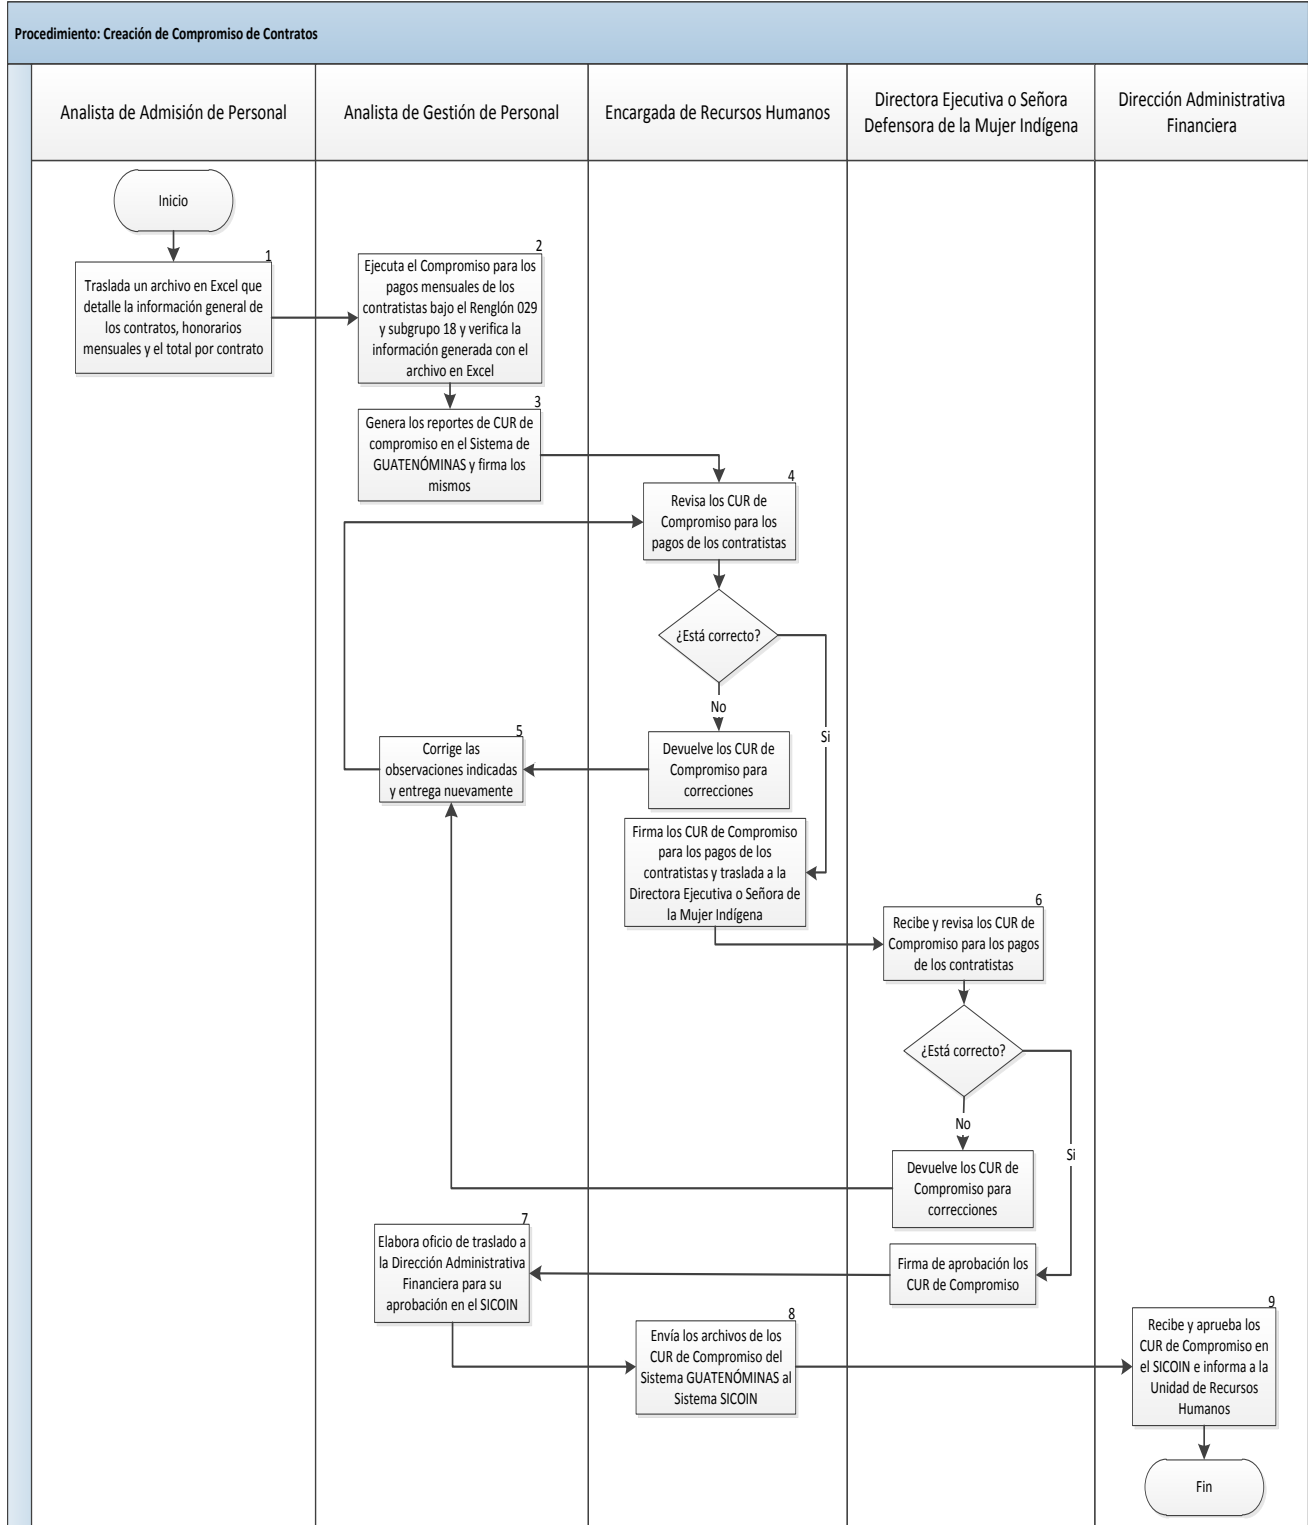 Procedimiento: Creación de Compromiso de Contratos
Analista de Admisión de Personal
Analista de Gestión de Personal
Encargada de Recursos Humanos
Directora Ejecutiva o Señora
Defensora de la Mujer Indígena
Dirección Administrativa
Financiera
Inicio
1
Traslada un archivo en Excel que
detalle la información general de
los contratos, honorarios
mensuales y el total por contrato
2
Ejecuta el Compromiso para los
pagos mensuales de los
contratistas bajo el Renglón 029
y subgrupo 18 y verifica la
información generada con el
archivo en Excel
3
Genera los reportes de CUR de
compromiso en el Sistema de
GUATENÓMINAS y firma los
mismos
4
Revisa los CUR de
Compromiso para los
pagos de los contratistas
¿Está correcto?
No
Si
Devuelve los CUR de
Compromiso para
correcciones
5
Corrige las
observaciones indicadas
y entrega nuevamente
Firma los CUR de Compromiso
para los pagos de los
contratistas y traslada a la
Directora Ejecutiva o Señora de
la Mujer Indígena
6
Recibe y revisa los CUR de
Compromiso para los pagos
de los contratistas
¿Está correcto?
No
Si
Devuelve los CUR de
Compromiso para
correcciones
Firma de aprobación los
CUR de Compromiso
7
Elabora oficio de traslado a
la Dirección Administrativa
Financiera para su
aprobación en el SICOIN
8
Envía los archivos de los
CUR de Compromiso del
Sistema GUATENÓMINAS al
Sistema SICOIN
9
Recibe y aprueba los
CUR de Compromiso en
el SICOIN e informa a la
Unidad de Recursos
Humanos
Fin